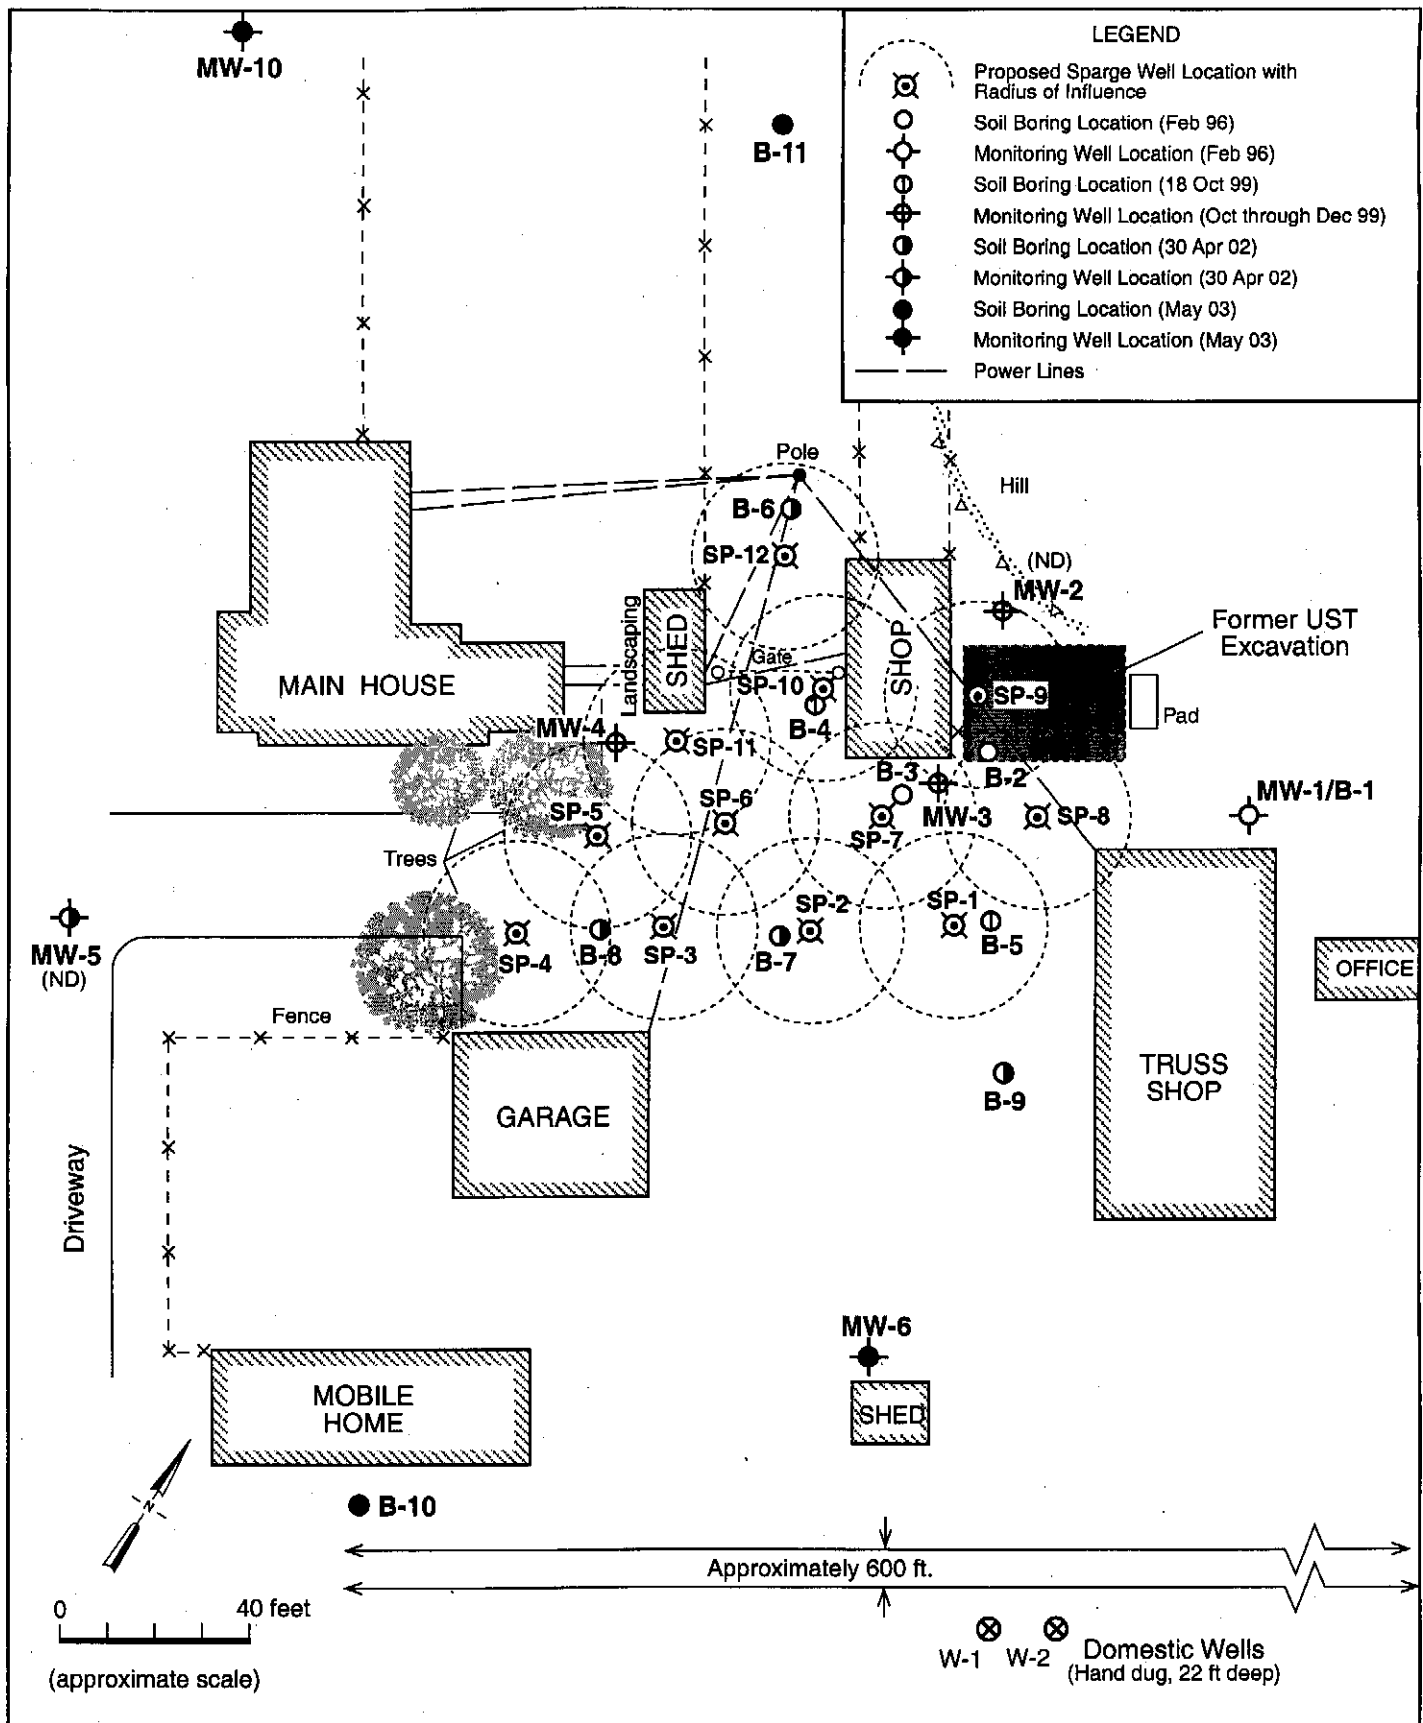 MW-10
B-11
LEGEND
Proposed Sparge Well Location with
Radius of Influence
Soil Boring Location (Feb 96)
Monitoring Well Location (Feb 96)
Soil Boring Location (18 Oct 99)
Monitoring Well Location (Oct through Dec 99)
Soil Boring Location (30 Apr 02)
Monitoring Well Location (30 Apr 02)
Soil Boring Location (May 03)
Monitoring Well Location (May 03)
Power Lines
Pole
Hill
B-6
SP-12
(ND)
MW-2
Former UST
Excavation
Landscaping
SHED
SHOP
Gate
MAIN HOUSE
SP-10
SP-9
Pad
B-4
MW-4
SP-11
B-3
B-2
MW-1/B-1
SP-5
SP-6
SP-7
MW-3
SP-8
Trees
SP-2
SP-1
MW-5
(ND)
SP-4
B-8
SP-3
B-7
B-5
OFFICE
Fence
TRUSS
SHOP
B-9
GARAGE
Driveway
MW-6
MOBILE
HOME
SHED
N
B-10
Approximately 600 ft.
0 40 feet
(approximate scale)
W-1 W-2 Domestic Wells
(Hand dug, 22 ft deep)